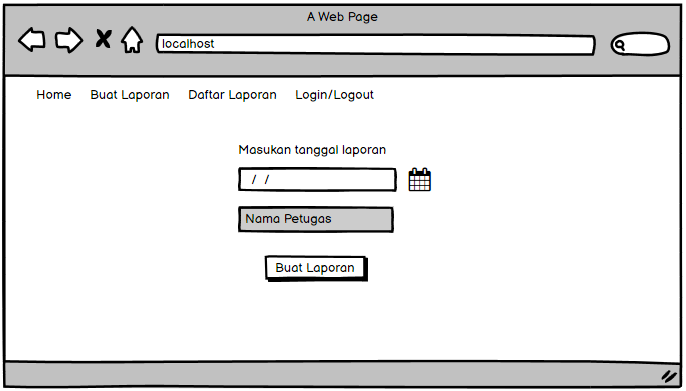 A Web Page
localhost
Home Buat Laporan Daftar Laporan Login/Logout
Masukan tanggal laporan
/ /
Nama Petugas
Buat Laporan